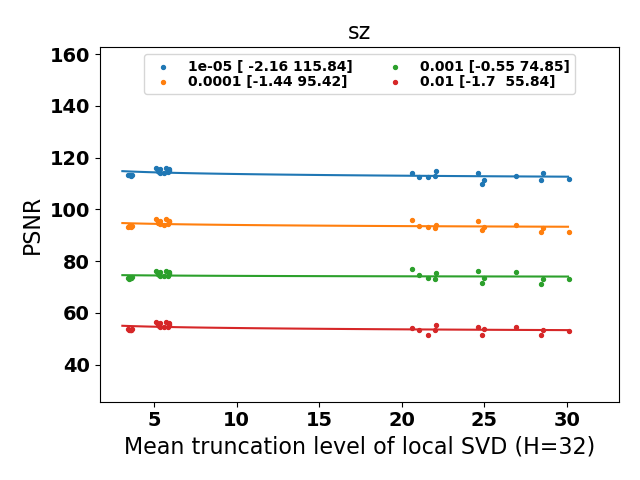 sz
1e-05 [ -2.16 115.84]
0.0001 [-1.44 95.42]
0.001 [-0.55 74.85]
0.01 [-1.7  55.84]
PSNR
160
140
120
100
80
60
40
5 10 15 20 25 30
Mean truncation level of local SVD (H=32)